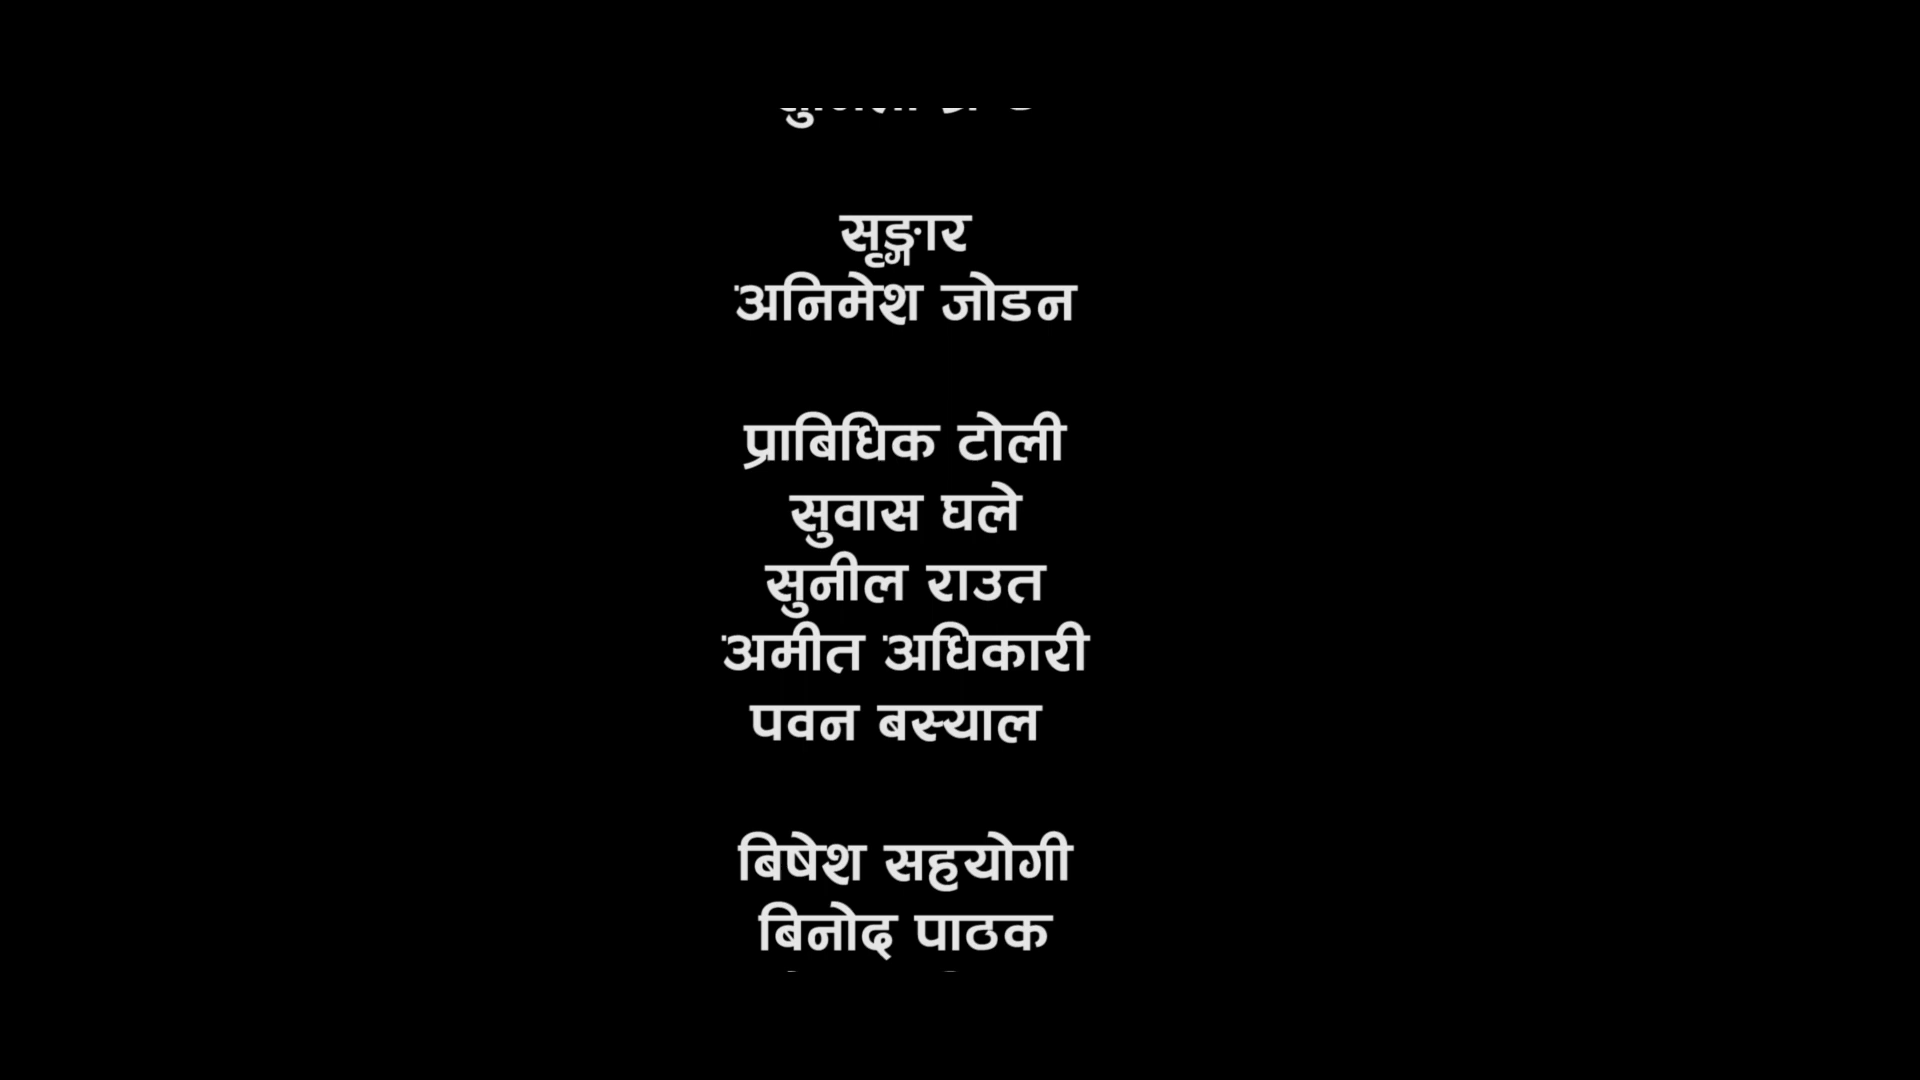 सृङ्गार
अनिमेश जोडन
प्राबिधिक टोली
सुवास घले
सुनील राउत
अमीत अधिकारी
पवन बस्याल
बिषेश सहयोगी
बिनोद पाठक